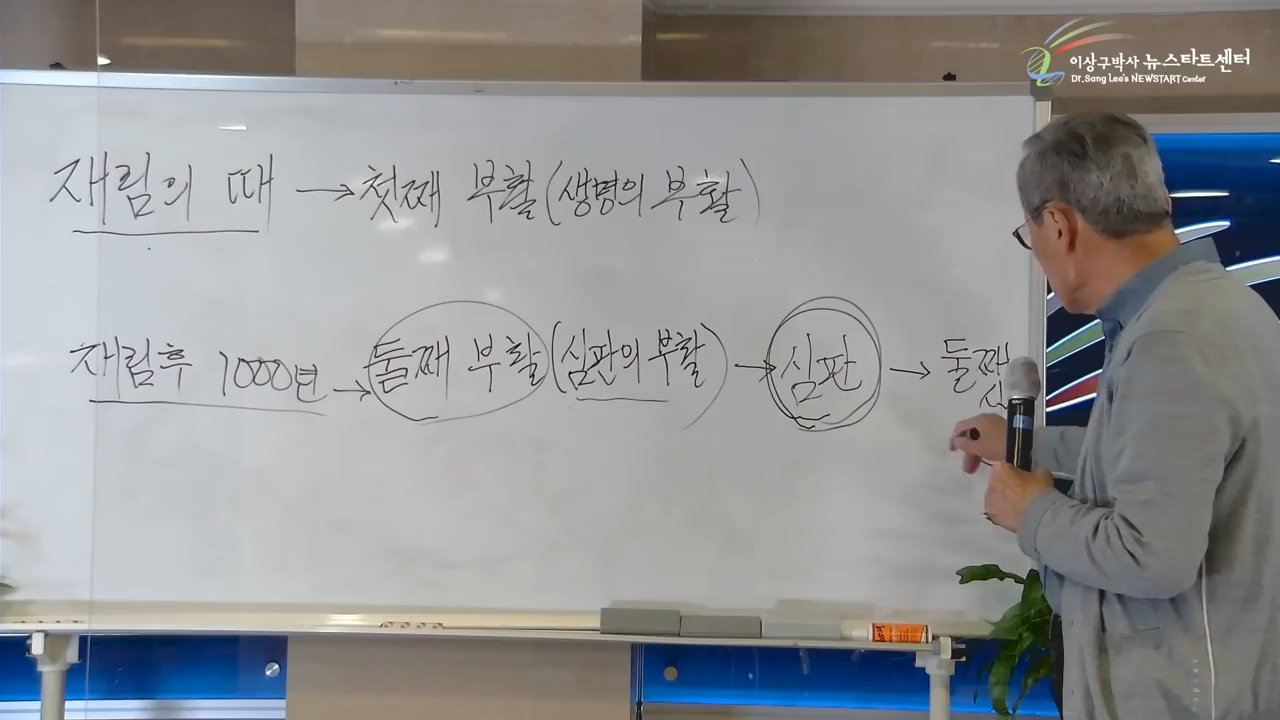 이상구박사 뉴스타트센터
Dr.Sang Lee's NEWSTART Center
재림의 때 → 첫째 부활 (생명의 부활)
재림후 1000년 → 둘째 부활 (심판의 부활) → 심판 → 둘째